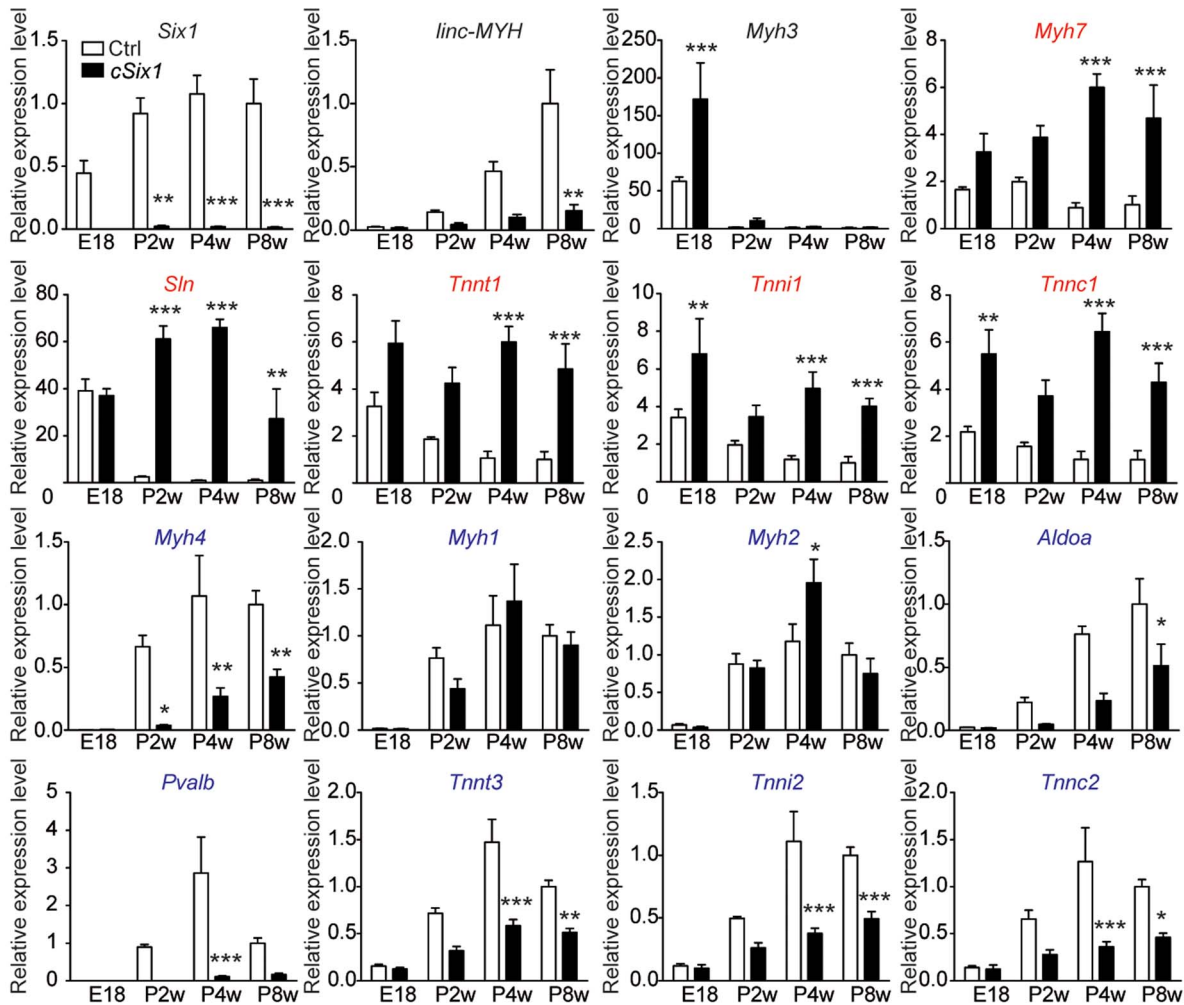 Six1
Relative expression level
1.5
1.0
0.5
0.0
Ctrl
cSix1
** *** ***
E18 P2w P4w P8w
linc-MYH
Relative expression level
1.5
1.0
0.5
0.0
**
E18 P2w P4w P8w
Myh3
Relative expression level
250
200
150
100
50
0
***
E18 P2w P4w P8w
Myh7
Relative expression level
8
6
4
2
0
*** ***
E18 P2w P4w P8w
Sln
Relative expression level
80
60
40
20
0
*** *** **
E18 P2w P4w P8w
Tnnt1
Relative expression level
8
6
4
2
0
*** ***
E18 P2w P4w P8w
Tnni1
Relative expression level
10
8
6
4
2
0
** *** ***
E18 P2w P4w P8w
Tnnc1
Relative expression level
8
6
4
2
0
** *** ***
E18 P2w P4w P8w
Myh4
Relative expression level
1.5
1.0
0.5
0.0
* ** **
E18 P2w P4w P8w
Myh1
Relative expression level
2.0
1.5
1.0
0.5
0.0
E18 P2w P4w P8w
Myh2
Relative expression level
2.5
2.0
1.5
1.0
0.5
0.0
*
E18 P2w P4w P8w
Aldoa
Relative expression level
1.5
1.0
0.5
0.0
*
E18 P2w P4w P8w
Pvalb
Relative expression level
5
4
3
2
1
0
***
E18 P2w P4w P8w
Tnnt3
Relative expression level
2.0
1.5
1.0
0.5
0.0
*** **
E18 P2w P4w P8w
Tnni2
Relative expression level
1.5
1.0
0.5
0.0
*** ***
E18 P2w P4w P8w
Tnnc2
Relative expression level
2.0
1.5
1.0
0.5
0.0
*** *
E18 P2w P4w P8w